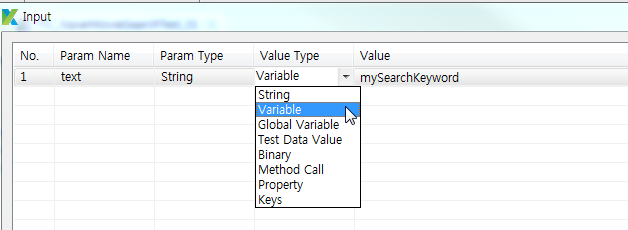 Input
No. Param Name Param Type Value Type Value
1 text String Variable mySearchKeyword
String
Variable
Global Variable
Test Data Value
Binary
Method Call
Property
Keys